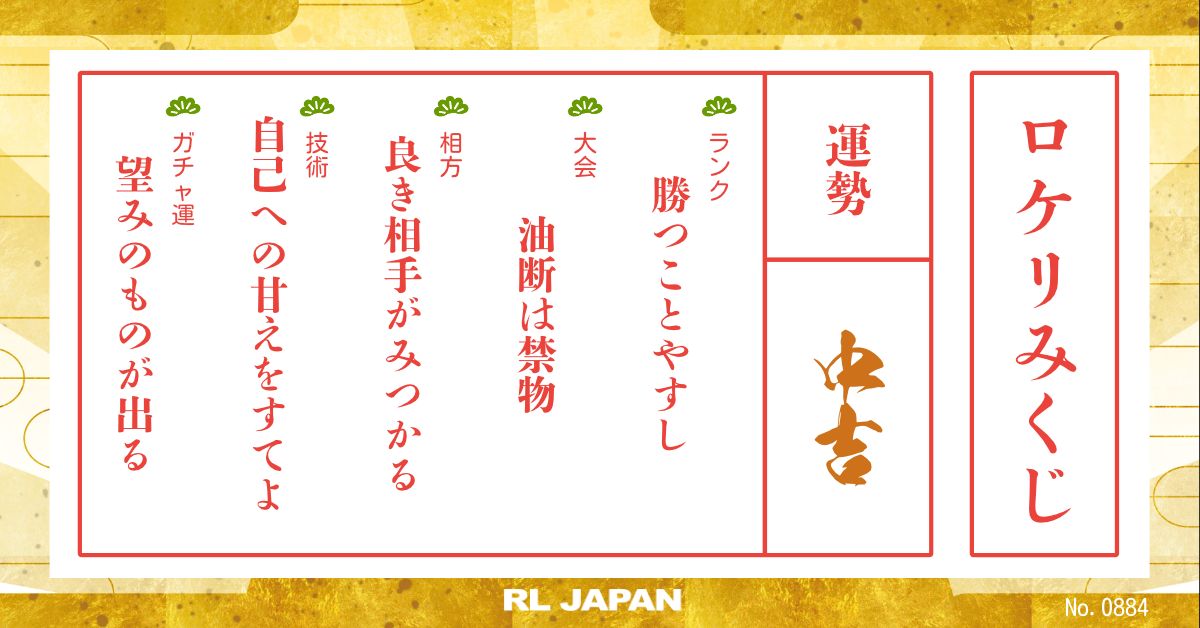 ロケリみくじ
運勢
中吉
ランク
勝つことやすし
大会
油断は禁物
相方
良き相手がみつかる
技術
自己への甘えをすてよ
ガチャ運
望みのものが出る
RL JAPAN
No. 0884